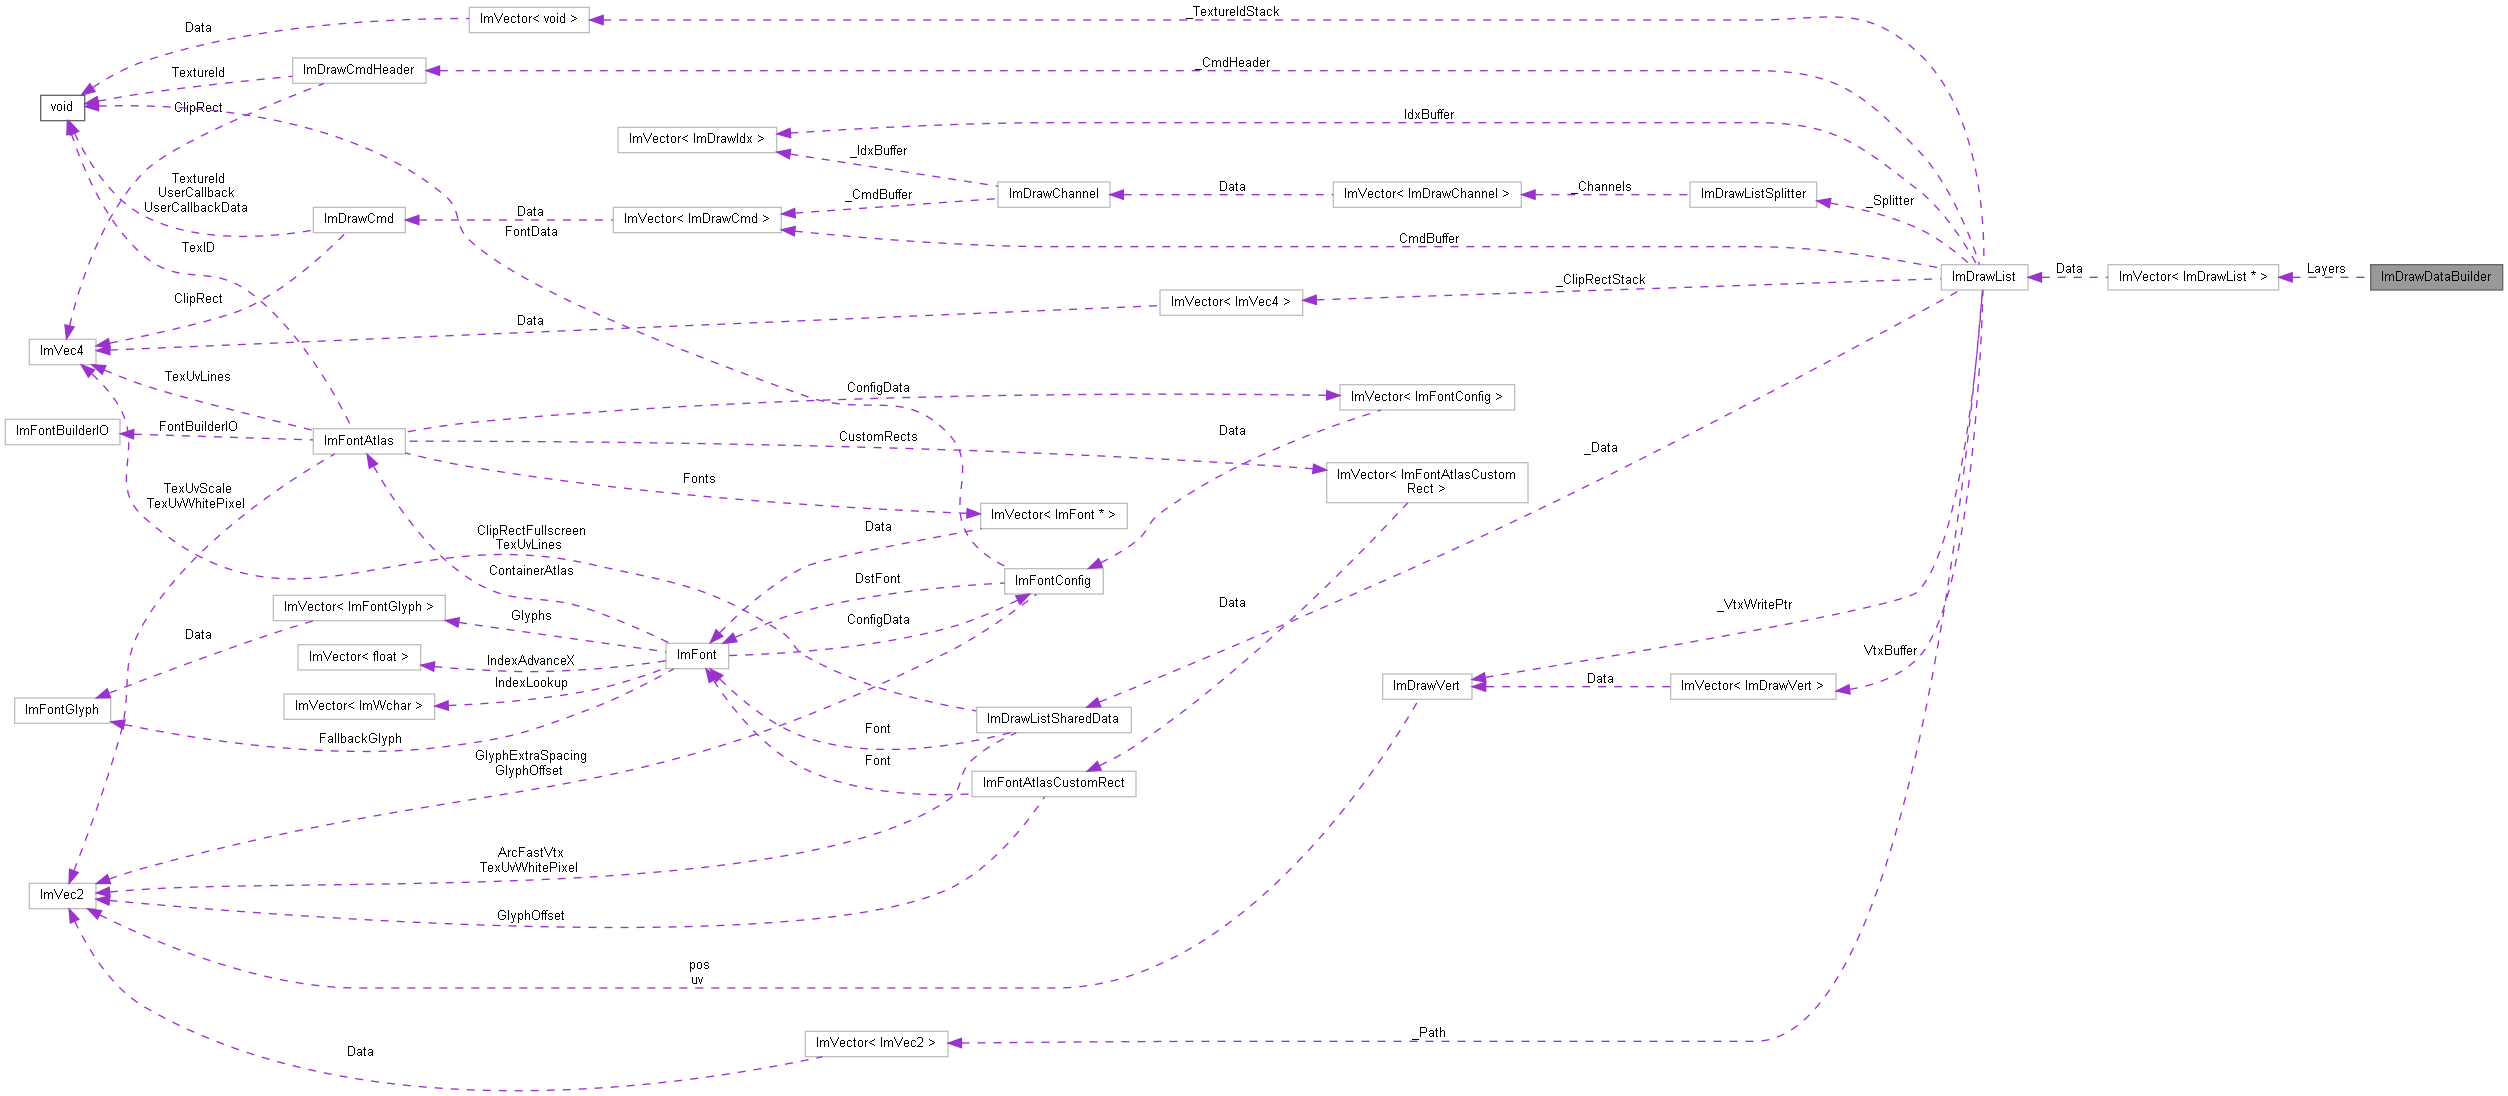 ImVector< void >
_TextureIdStack
Data
ImDrawCmdHeader
_CmdHeader
TextureId
void
ClipRect
IdxBuffer
ImVector< ImDrawIdx >
_IdxBuffer
TextureId
UserCallback
UserCallbackData
ImDrawChannel
Data
ImVector< ImDrawChannel >
_Channels
ImDrawListSplitter
_CmdBuffer
_Splitter
ImDrawCmd
Data
ImVector< ImDrawCmd >
FontData
CmdBuffer
TexID
ImDrawList
Data
ImVector< ImDrawList * >
Layers
ImDrawDataBuilder
_ClipRectStack
ClipRect
ImVector< ImVec4 >
Data
ImVec4
TexUvLines
ConfigData
ImVector< ImFontConfig >
ImFontBuilderIO
FontBuilderIO
ImFontAtlas
CustomRects
Data
_Data
Fonts
ImVector< ImFontAtlasCustom
Rect >
TexUvScale
TexUvWhitePixel
ImVector< ImFont * >
Data
ClipRectFullscreen
TexUvLines
ContainerAtlas
DstFont
ImFontConfig
ImVector< ImFontGlyph >
Glyphs
ConfigData
Data
_VtxWritePtr
Data
ImVector< float >
IndexAdvanceX
ImFont
VtxBuffer
IndexLookup
ImDrawVert
Data
ImVector< ImDrawVert >
ImFontGlyph
ImVector< ImWchar >
ImDrawListSharedData
FallbackGlyph
Font
GlyphExtraSpacing
GlyphOffset
Font
ImFontAtlasCustomRect
ArcFastVtx
TexUvWhitePixel
ImVec2
GlyphOffset
pos
uv
_Path
ImVector< ImVec2 >
Data